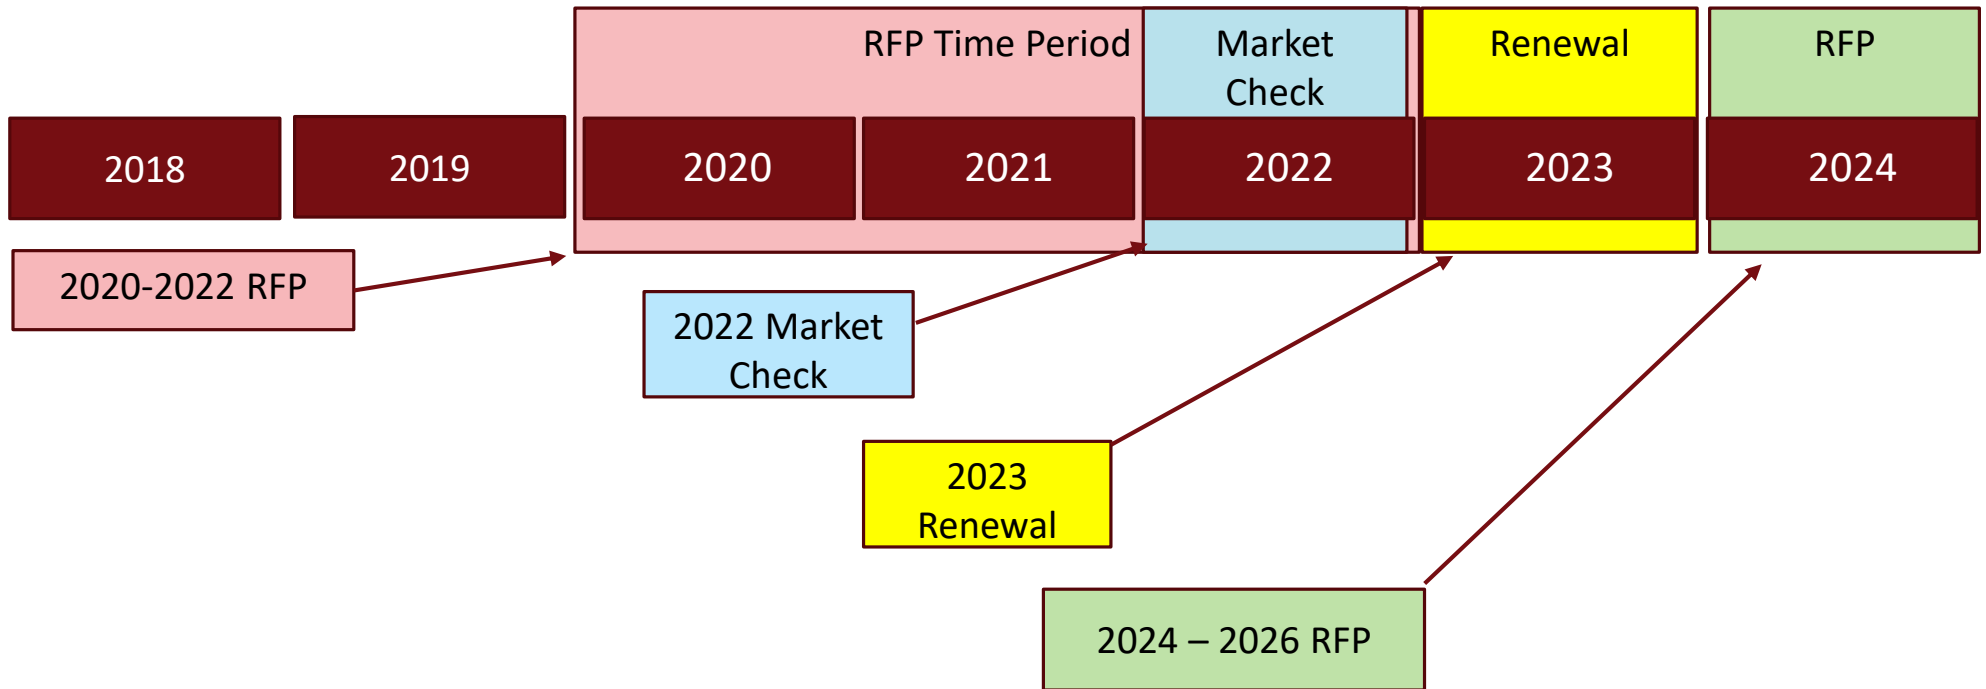 RFP Time Period
Market
Check
Renewal
RFP
2018
2019
2020
2021
2022
2023
2024
2020-2022 RFP
2022 Market
Check
2023
Renewal
2024 – 2026 RFP